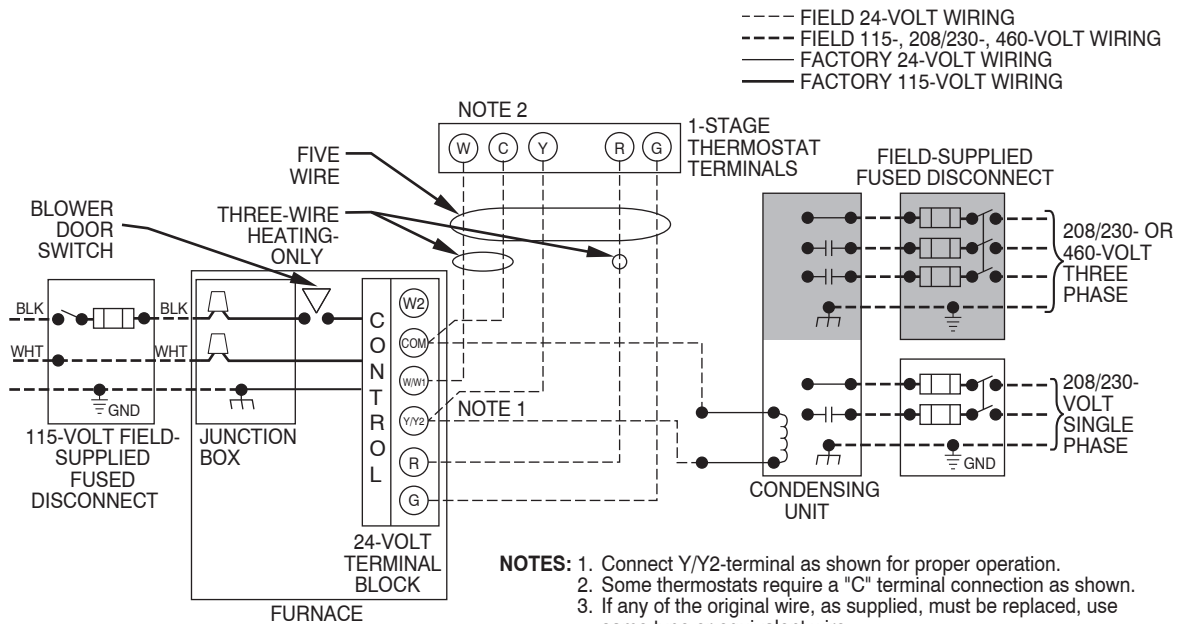 FIELD 24-VOLT WIRING
FIELD 115-, 208/230-, 460-VOLT WIRING
FACTORY 24-VOLT WIRING
FACTORY 115-VOLT WIRING
NOTE 2
W
C
Y
R
G
1-STAGE
THERMOSTAT
TERMINALS
FIVE
WIRE
THREE-WIRE
HEATING-
ONLY
BLOWER
DOOR
SWITCH
FIELD-SUPPLIED
FUSED DISCONNECT
208/230- OR
460-VOLT
THREE
PHASE
BLK
BLK
WHT
WHT
GND
115-VOLT FIELD-
SUPPLIED
FUSED
DISCONNECT
JUNCTION
BOX
CONTROL
W2
COM
W/W1
Y/Y2
R
G
NOTE 1
24-VOLT
TERMINAL
BLOCK
FURNACE
208/230-
VOLT
SINGLE
PHASE
GND
CONDENSING
UNIT
NOTES: 1. Connect Y/Y2-terminal as shown for proper operation.
2. Some thermostats require a "C" terminal connection as shown.
3. If any of the original wire, as supplied, must be replaced, use